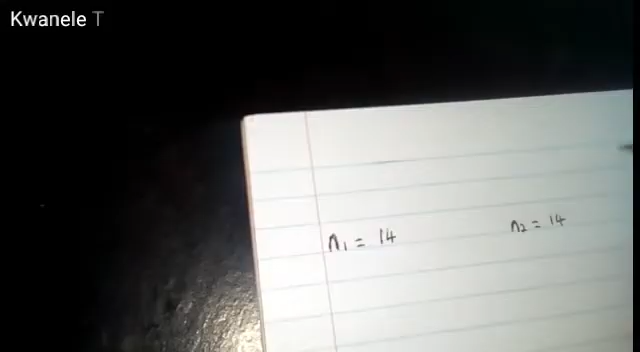 Kwanele T
n₁ = 14 n₂ = 14